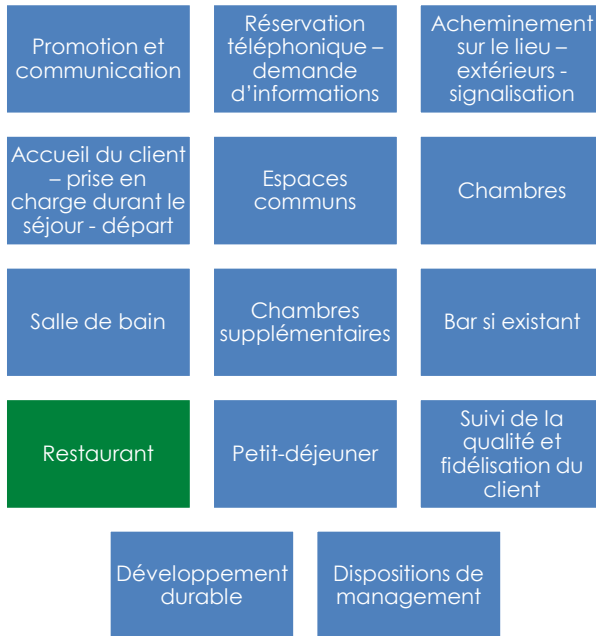 Promotion et
communication
Réservation
téléphonique –
demande
d'informations
Acheminement
sur le lieu –
extérieurs -
signalisation
Accueil du client
– prise en
charge durant le
séjour - départ
Espaces
communs
Chambres
Salle de bain
Chambres
supplémentaires
Bar si existant
Restaurant
Petit-déjeuner
Suivi de la
qualité et
fidélisation du
client
Développement
durable
Dispositions de
management